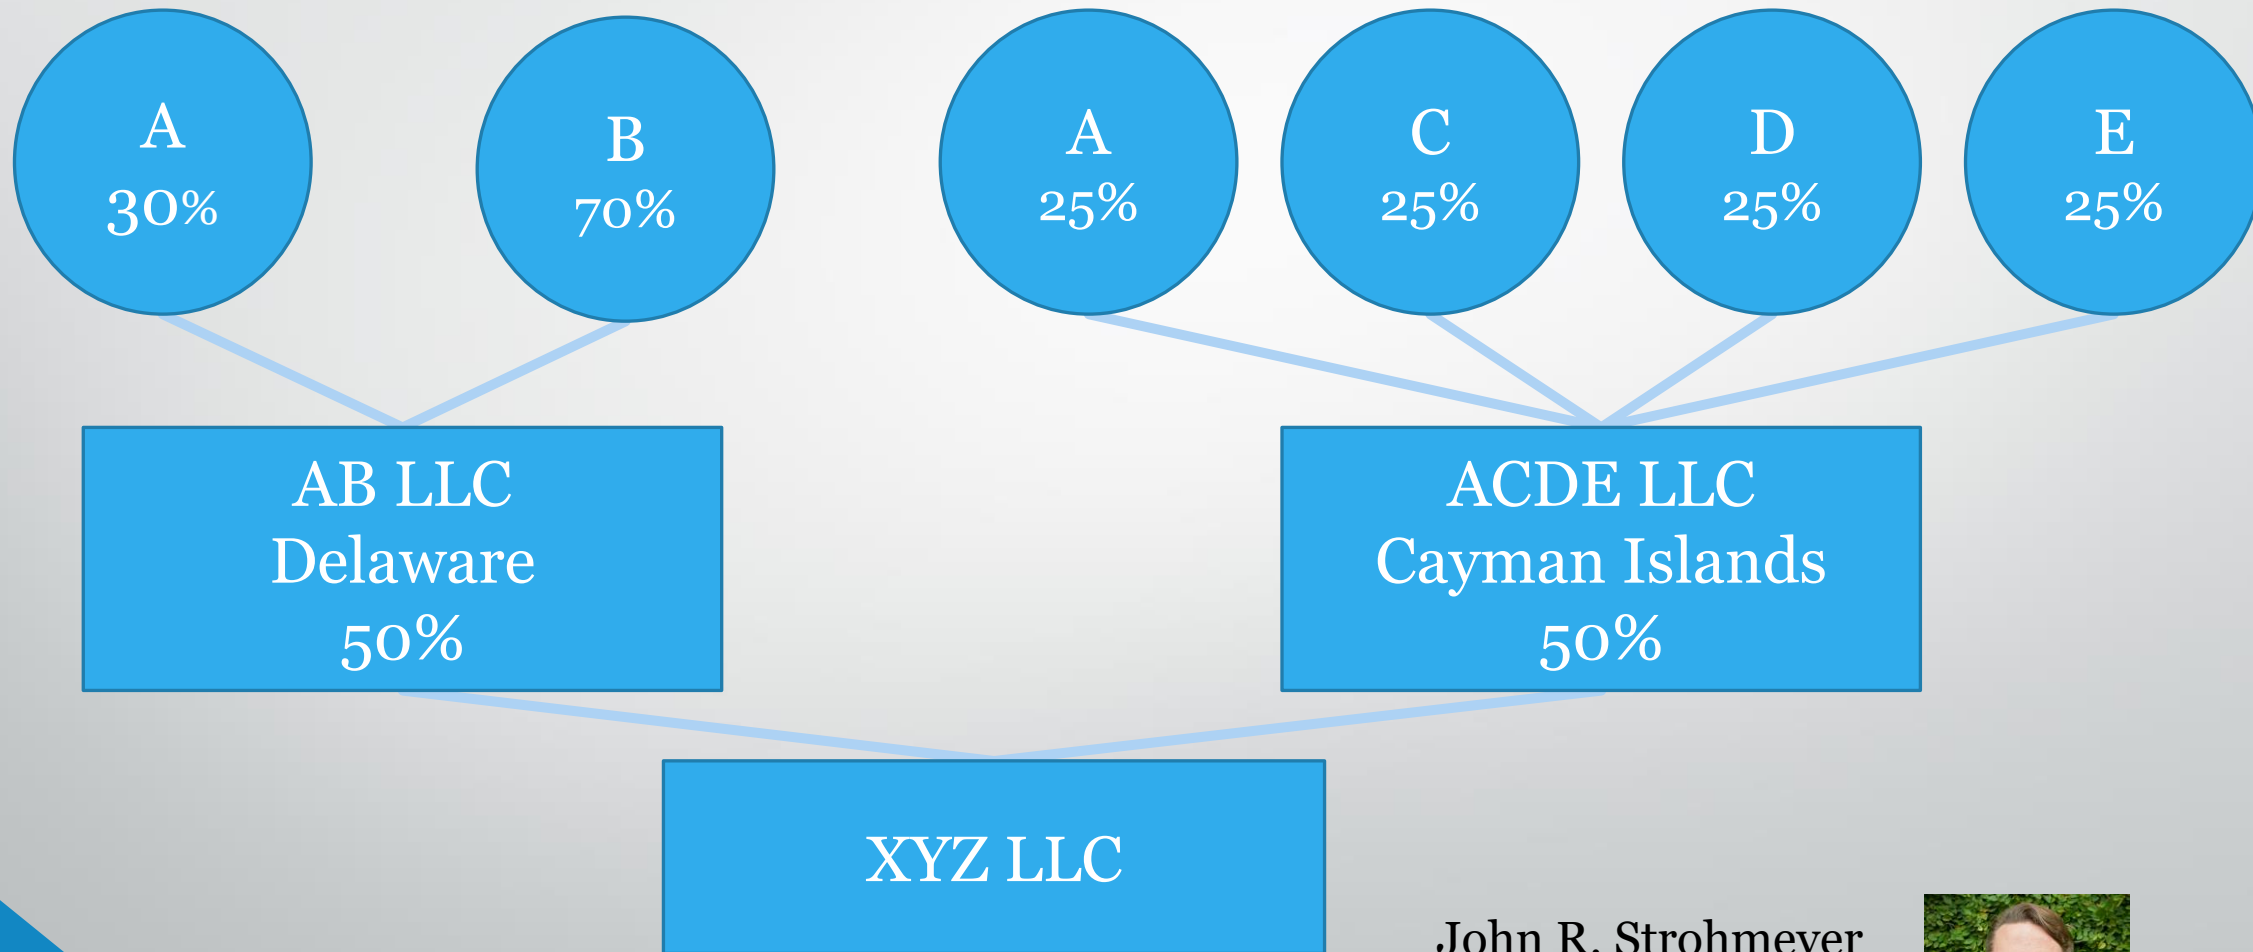 A
30%
B
70%
A
25%
C
25%
D
25%
E
25%
AB LLC
Delaware
50%
ACDE LLC
Cayman Islands
50%
XYZ LLC
John R. Strohmeyer